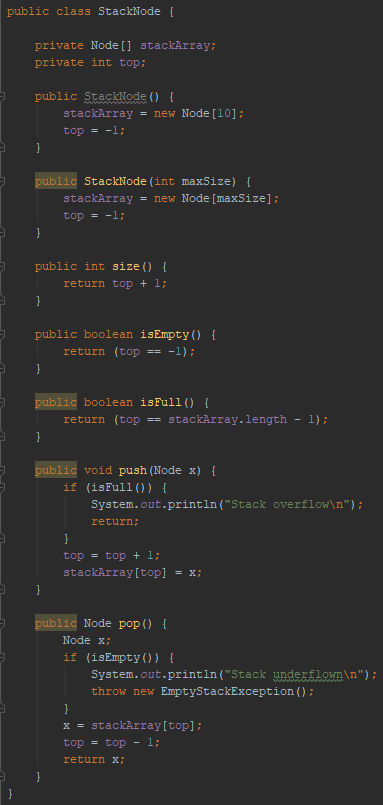 public class StackNode {
private Node[] stackArray;
private int top;
public StackNode() {
stackArray = new Node[10];
top = -1;
}
public StackNode(int maxSize) {
stackArray = new Node[maxSize];
top = -1;
}
public int size() {
return top + 1;
}
public boolean isEmpty() {
return (top == -1);
}
public boolean isFull() {
return (top == stackArray.length - 1);
}
public void push(Node x) {
if (isFull()) {
System.out.println("Stack overflow\n");
return;
}
top = top + 1;
stackArray[top] = x;
}
public Node pop() {
Node x;
if (isEmpty()) {
System.out.println("Stack underflown\n");
throw new EmptyStackException();
}
x = stackArray[top];
top = top - 1;
return x;
}
}